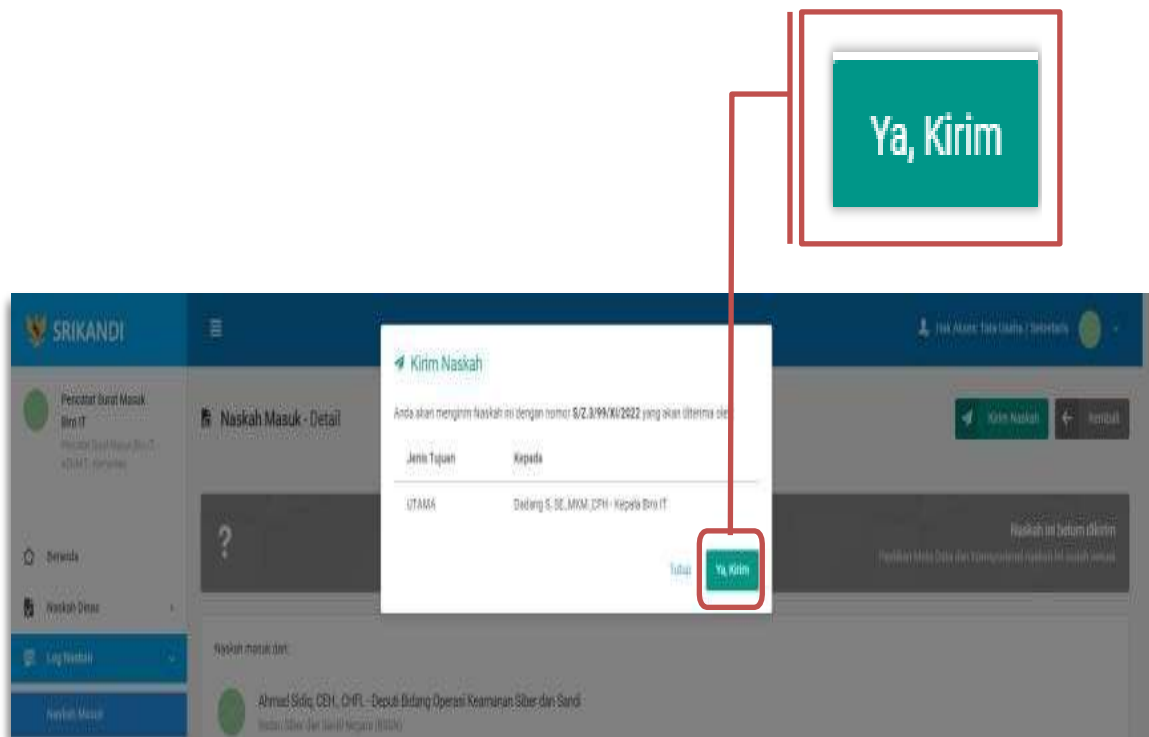 Ya, Kirim
SRIKANDI
Hak Akses: Tata Usaha / Sekretaris
Pencatat Surat Masuk
Biro IT
Naskah Masuk - Detail
Kirim Naskah
Kembali
Kirim Naskah
Anda akan mengirim Naskah ini dengan nomor S/Z.3/99/XI/2022 yang akan diterima oleh
Jenis Tujuan
Kepada
UTAMA
Dadang S, SE.,MKM.,CFH - Kepala Biro IT
Tutup
Ya, Kirim
?
Naskah ini belum dikirim
Beranda
Naskah Dinas
Log Naskah
Naskah Masuk
Naskah masuk dari:
Ahmad Sidiq, CEH., CHFI. - Deputi Bidang Operasi Keamanan Siber dan Sandi
Badan Siber dan Sandi Negara (BSSN)